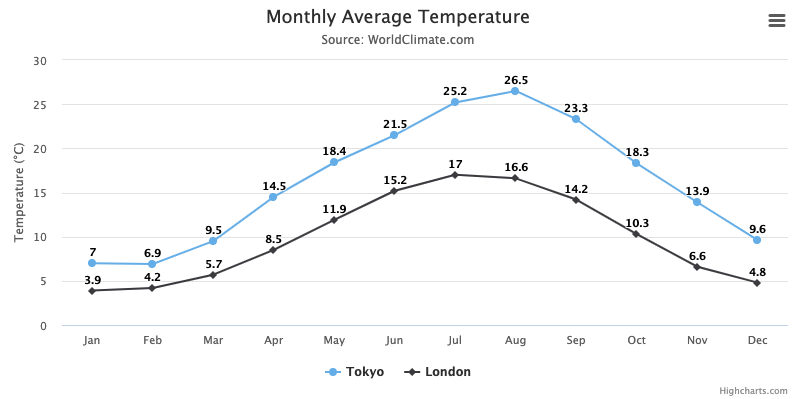 Monthly Average Temperature
Source: WorldClimate.com
Temperature (°C)
30
25
20
15
10
5
0
7 6.9 9.5 14.5 18.4 21.5 25.2 26.5 23.3 18.3 13.9 9.6
3.9 4.2 5.7 8.5 11.9 15.2 17 16.6 14.2 10.3 6.6 4.8
Jan Feb Mar Apr May Jun Jul Aug Sep Oct Nov Dec
Tokyo London
Highcharts.com